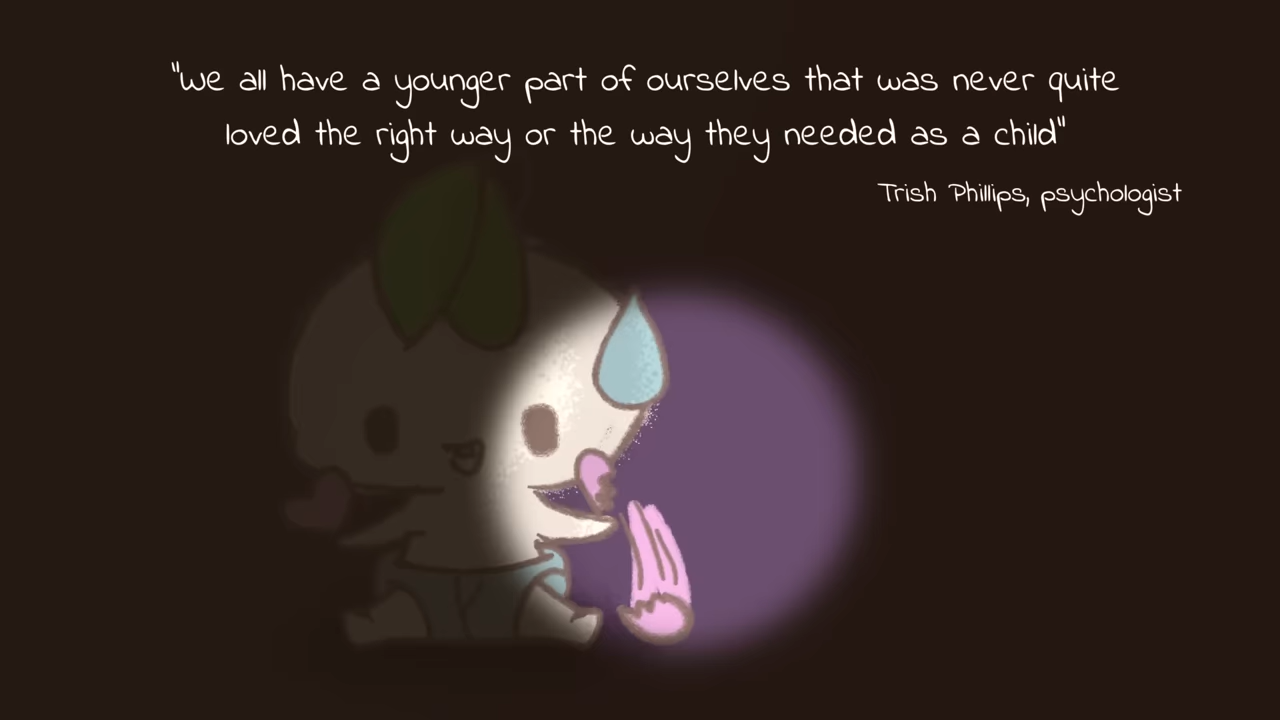 "We all have a younger part of ourselves that was never quite
loved the right way or the way they needed as a child"
Trish Phillips, psychologist